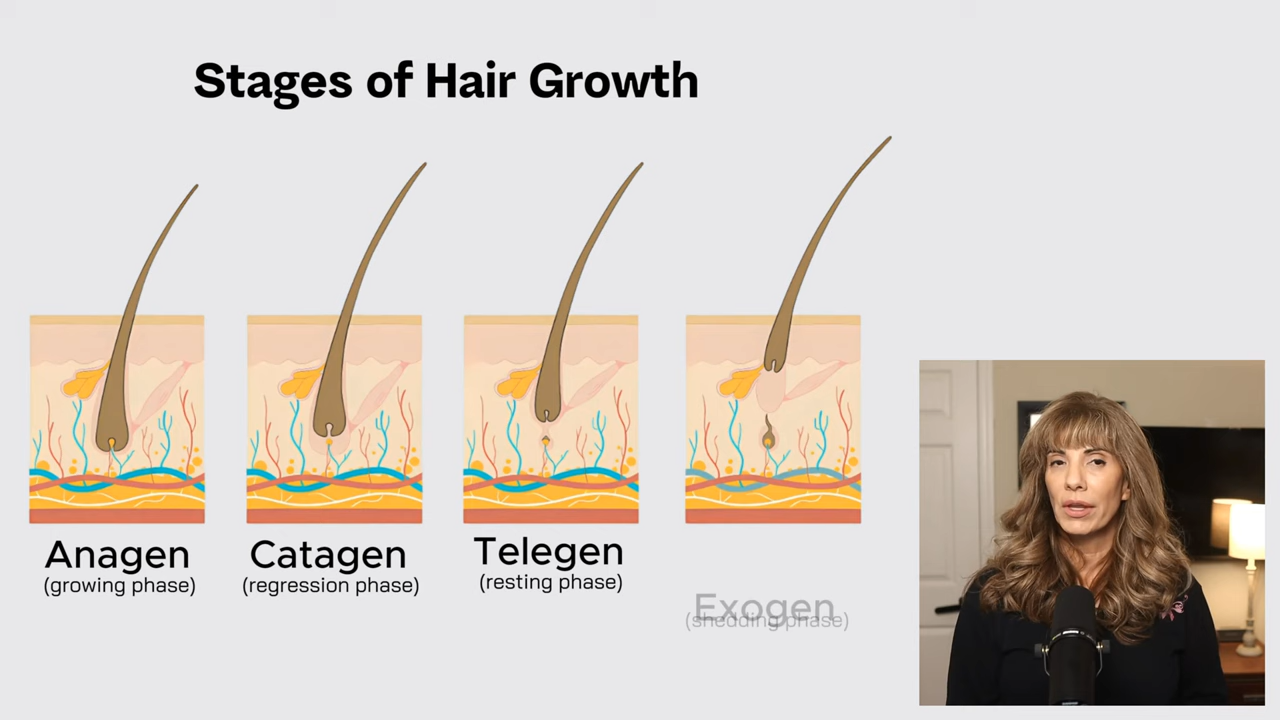 Stages of Hair Growth
Anagen
(growing phase)
Catagen
(regression phase)
Telegen
(resting phase)
Exogen
(shedding phase)